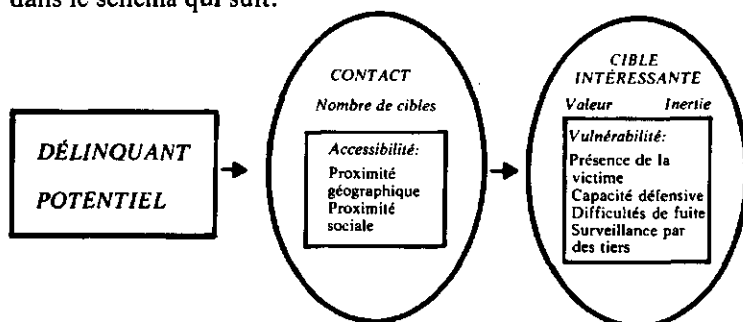 dans le schéma qui suit.
DÉLINQUANT
POTENTIEL
CONTACT
Nombre de cibles
Accessibilité:
Proximité
géographique
Proximité
sociale
CIBLE
INTÉRESSANTE
Valeur Inertie
Vulnérabilité:
Présence de la
victime
Capacité défensive
Difficultés de fuite
Surveillance par
des tiers